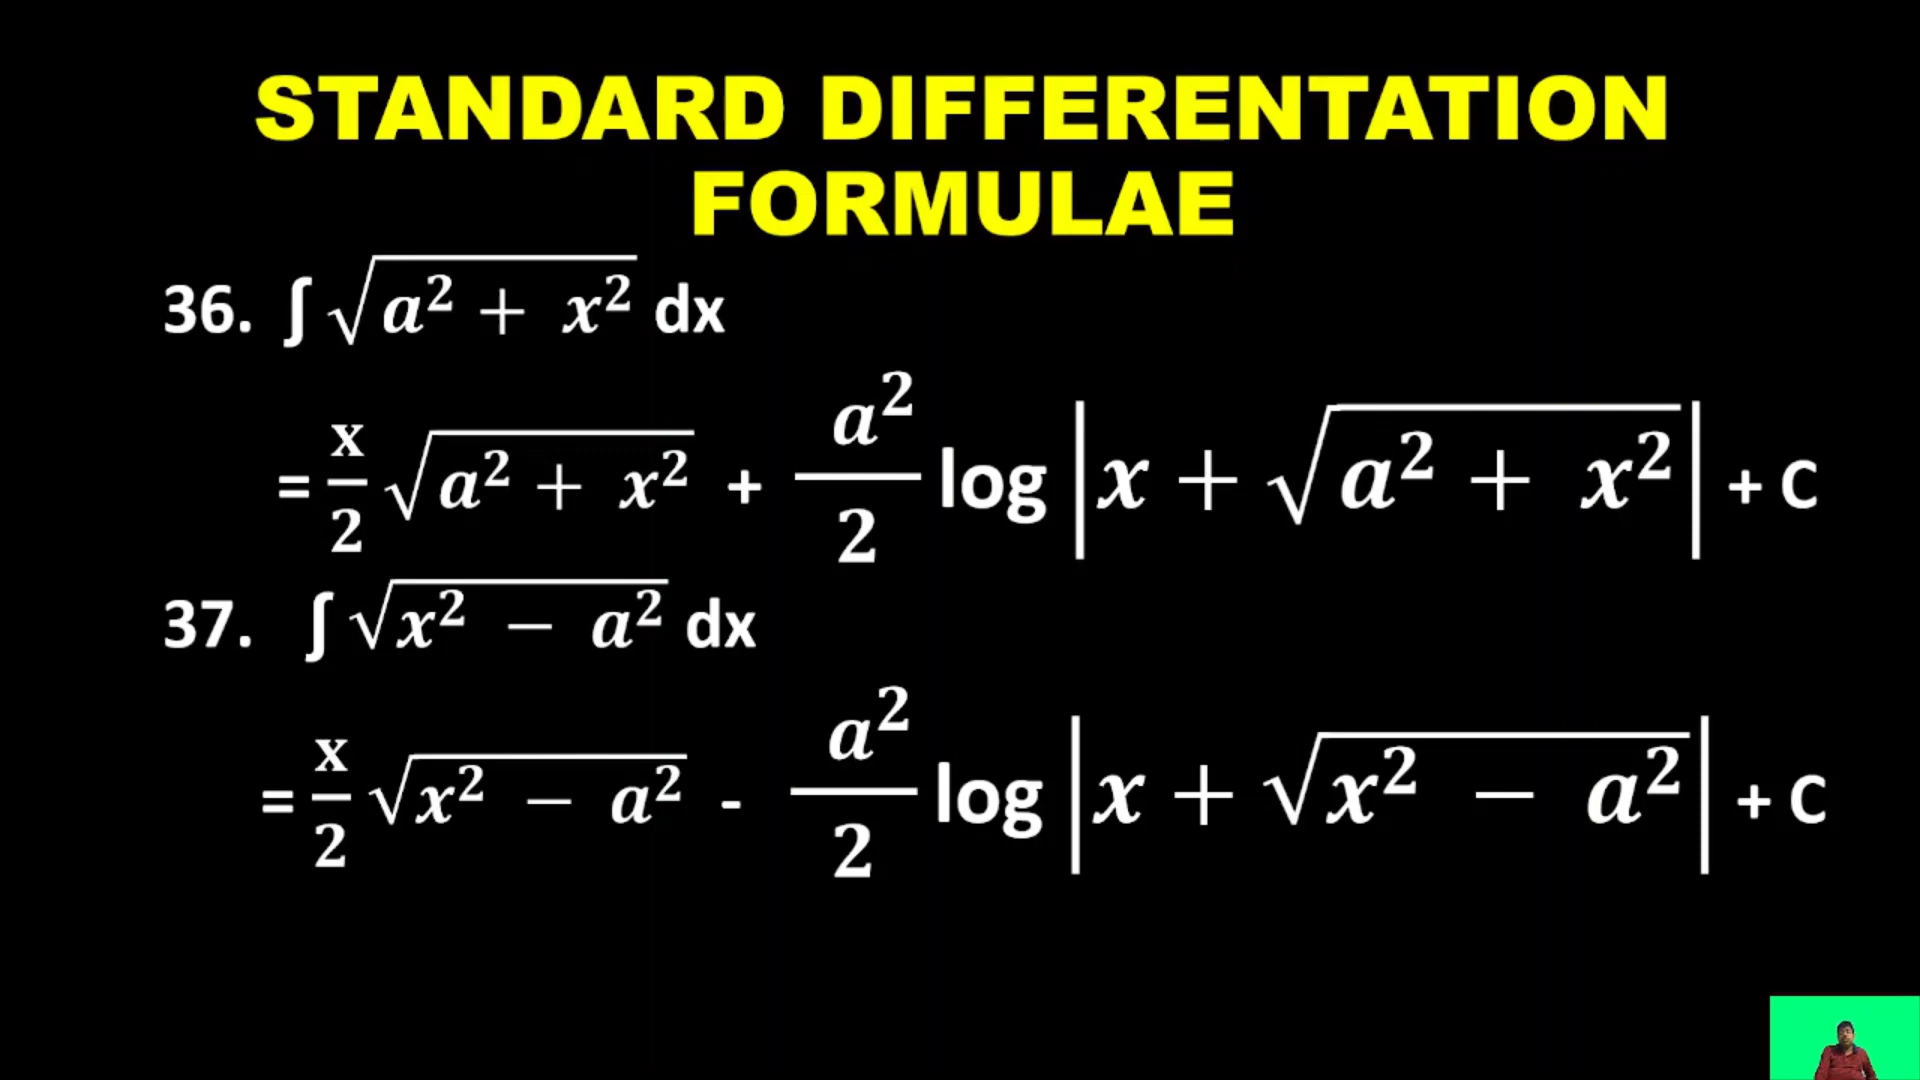 STANDARD DIFFERENTATION
FORMULAE
36. ∫ √(a² + x²) dx
= x/2 √(a² + x²) + a²/2 log |x + √(a² + x²)| + C
37. ∫ √(x² − a²) dx
= x/2 √(x² − a²) - a²/2 log |x + √(x² − a²)| + C